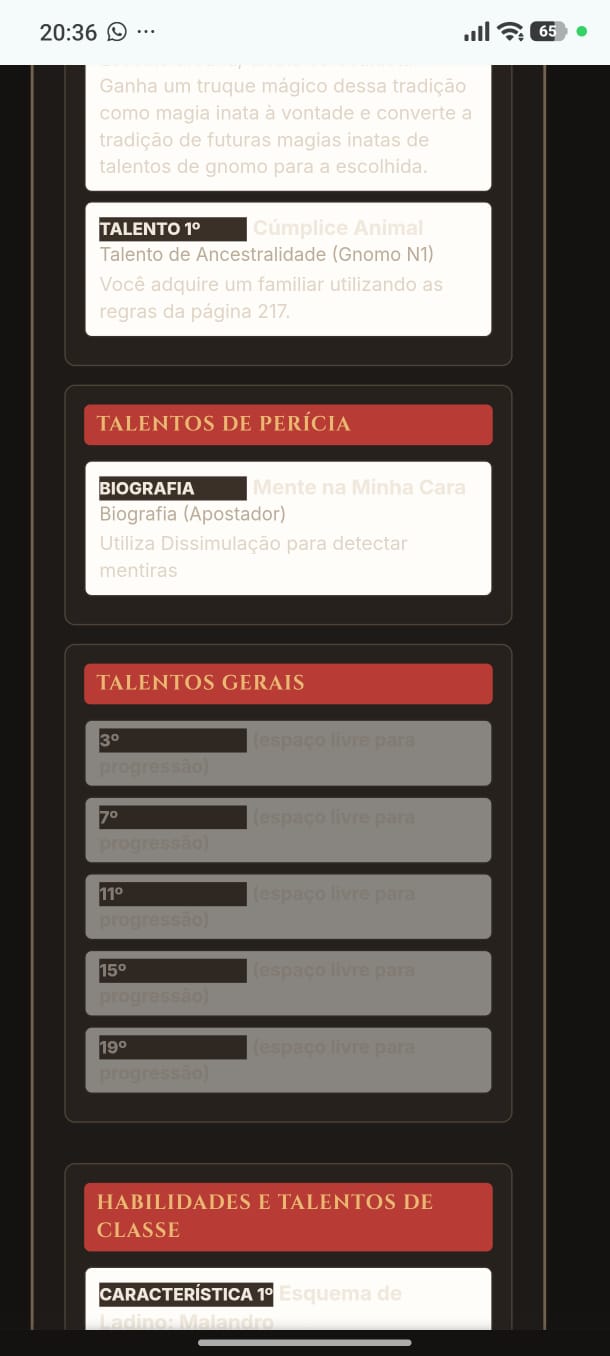 20:36
65
Ganha um truque mágico dessa tradição
como magia inata à vontade e converte a
tradição de futuras magias inatas de
talentos de gnomo para a escolhida.
TALENTO 1º Cúmplice Animal
Talento de Ancestralidade (Gnomo N1)
Você adquire um familiar utilizando as
regras da página 217.
TALENTOS DE PERÍCIA
BIOGRAFIA Mente na Minha Cara
Biografia (Apostador)
Utiliza Dissimulação para detectar
mentiras
TALENTOS GERAIS
3º (espaço livre para
progressão)
7º (espaço livre para
progressão)
11º (espaço livre para
progressão)
15º (espaço livre para
progressão)
19º (espaço livre para
progressão)
HABILIDADES E TALENTOS DE
CLASSE
CARACTERÍSTICA 1º Esquema de
Ladino: Malandro